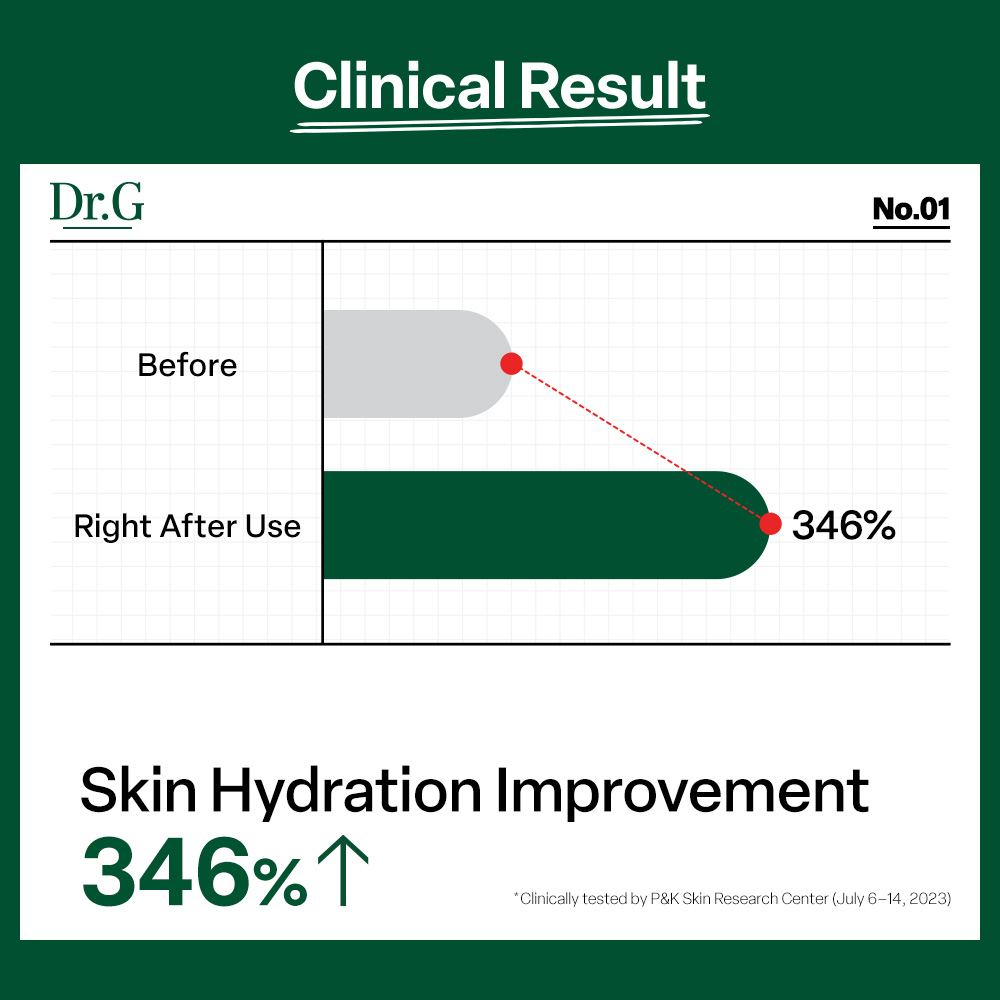 Clinical Result
Dr.G
No.01
Before
Right After Use
346%
Skin Hydration Improvement
346%↑
*Clinically tested by P&K Skin Research Center (July 6–14, 2023)